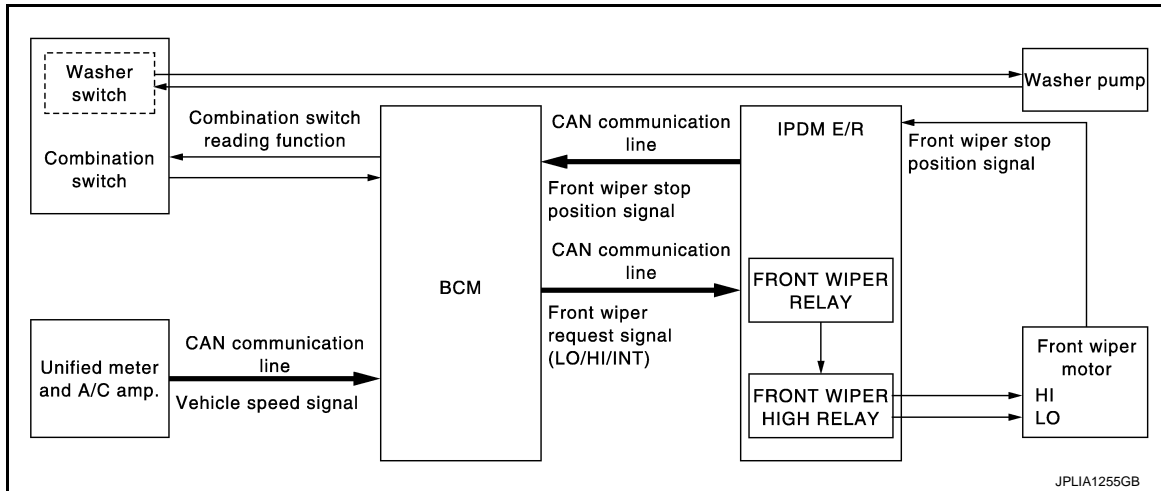 Washer
switch
Combination
switch
Combination switch
reading function
Unified meter
and A/C amp.
CAN communication
line
Vehicle speed signal
BCM
CAN communication
line
Front wiper stop
position signal
CAN communication
line
Front wiper
request signal
(LO/HI/INT)
IPDM E/R
FRONT WIPER
RELAY
FRONT WIPER
HIGH RELAY
Washer pump
Front wiper stop
position signal
Front wiper
motor
HI
LO
JPLIA1255GB